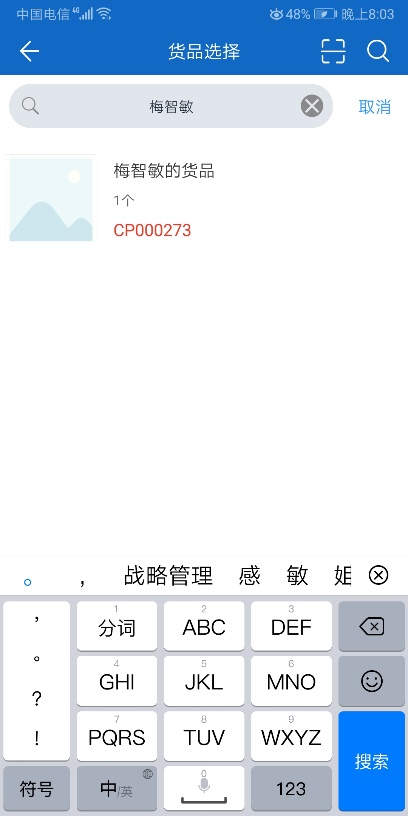 中国电信 48% 晚上8:03
货品选择
梅智敏 取消
梅智敏的货品
1个
CP000273
。 , 战略管理 感 敏 姐
, 1 分词 2 ABC 3 DEF
。 4 GHI 5 JKL 6 MNO
?
! 7 PQRS 8 TUV 9 WXYZ 搜索
符号 中/英 0 123